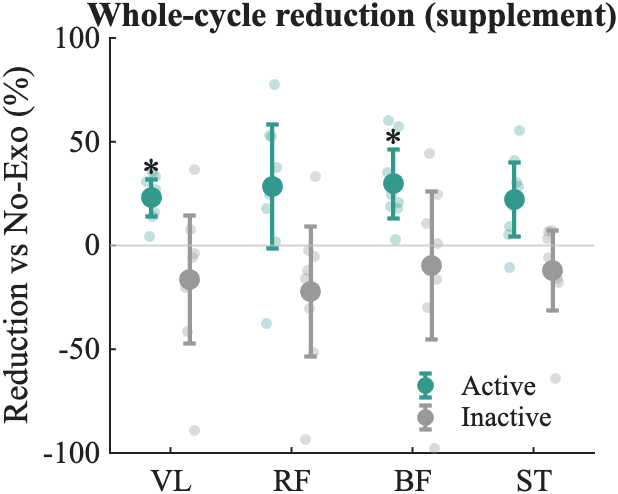 Whole-cycle reduction (supplement)
Reduction vs No-Exo (%)
100
50
0
-50
-100
*
*
Active
Inactive
VL RF BF ST